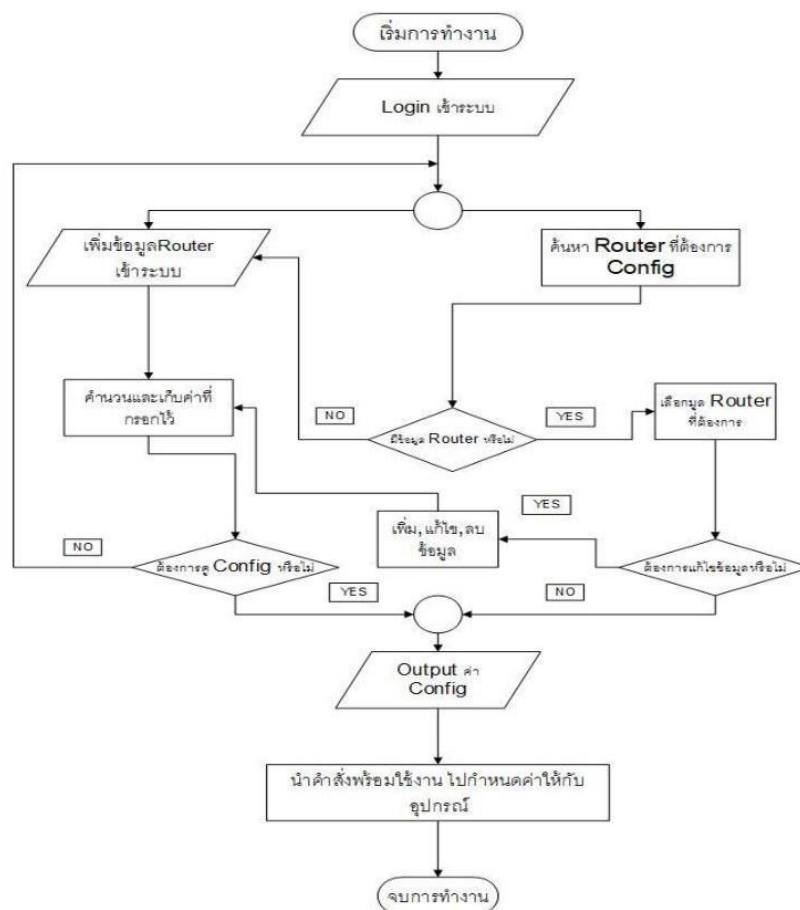 เริ่มการทำงาน
Login เข้าระบบ
เพิ่มข้อมูลRouter
เข้าระบบ
ค้นหา Router ที่ต้องการ
Config
คำนวนและเก็บค่าที่
กรอกไว้
NO
มีข้อมูล Router หรือไม่
YES
เลือกมูล Router
ที่ต้องการ
YES
เพิ่ม,แก้ไข,ลบ
ข้อมูล
NO
ต้องการดู Config หรือไม่
ต้องการแก้ไขข้อมูลหรือไม่
YES
NO
Output ค่า
Config
นำคำสั่งพร้อมใช้งาน ไปกำหนดค่าให้กับ
อุปกรณ์
จบการทำงาน